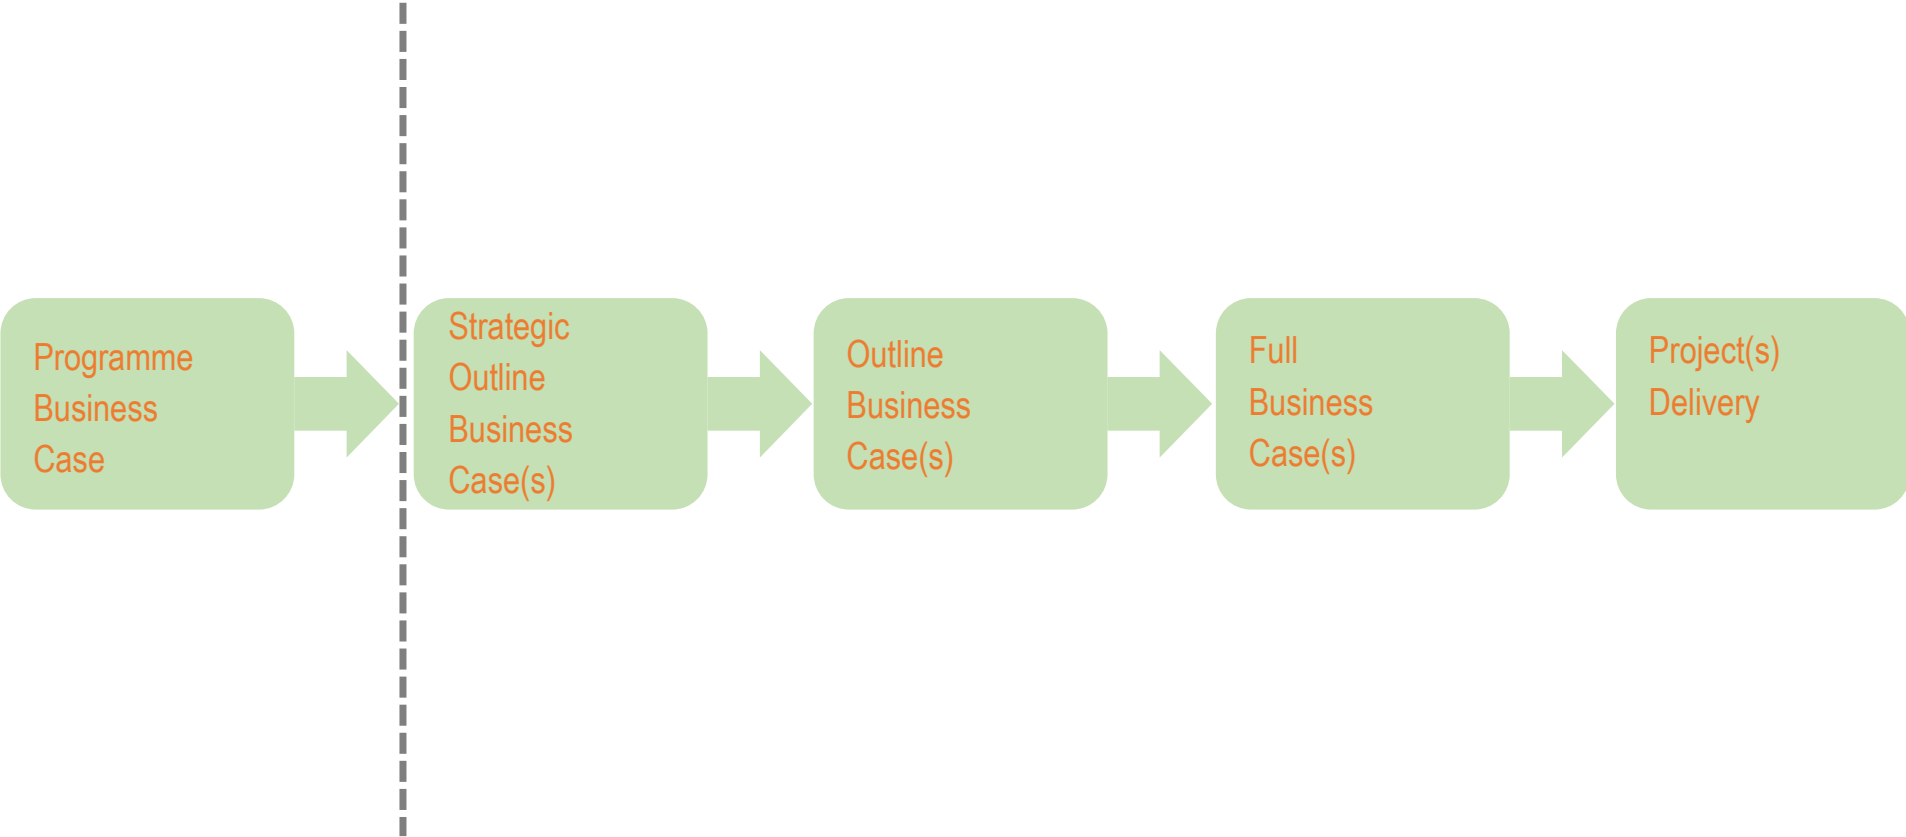 Programme
Business
Case
Strategic
Outline
Business
Case(s)
Outline
Business
Case(s)
Full
Business
Case(s)
Project(s)
Delivery